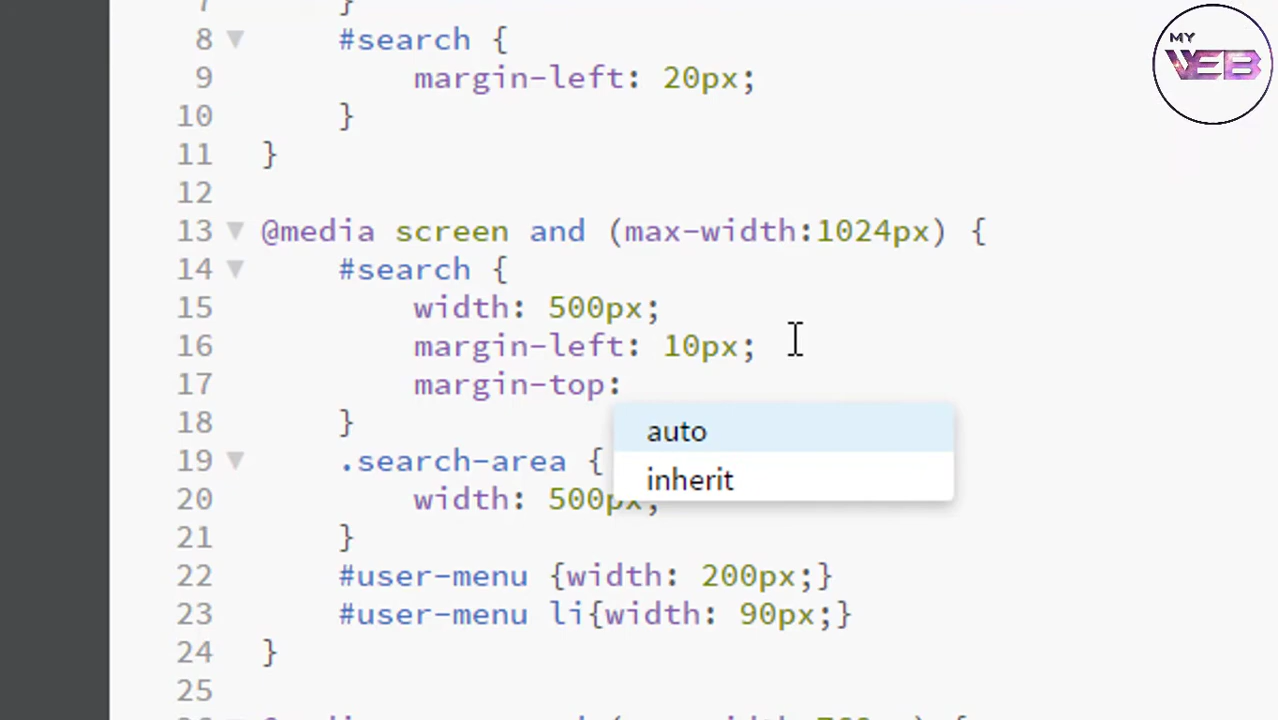 MY
WEB
7 }
8 #search {
9 margin-left: 20px;
10 }
11 }
12
13 @media screen and (max-width:1024px) {
14 #search {
15 width: 500px;
16 margin-left: 10px;
17 margin-top:
18 }
auto
19 .search-area {
inherit
20 width: 500px;
21 }
22 #user-menu {width: 200px;}
23 #user-menu li{width: 90px;}
24 }
25